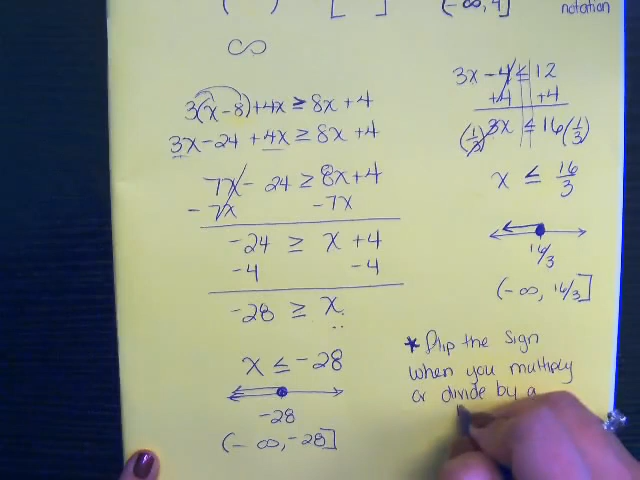 ( ) [ ] (-∞, 4] notation
∞
3(x-8)+4x ≥ 8x+4
3x-24 +4x ≥ 8x+4
7x - 24 ≥ 8x+4
-7x -7x
-24 ≥ x + 4
-4 -4
-28 ≥ x
x ≤ -28
-28
(-∞, -28]
3x - 4 ≤ 12
+4 +4
(1/3) 3x ≤ 16 (1/3)
x ≤ 16/3
16/3
(-∞, 16/3]
* Flip the sign
when you multiply
or divide by a